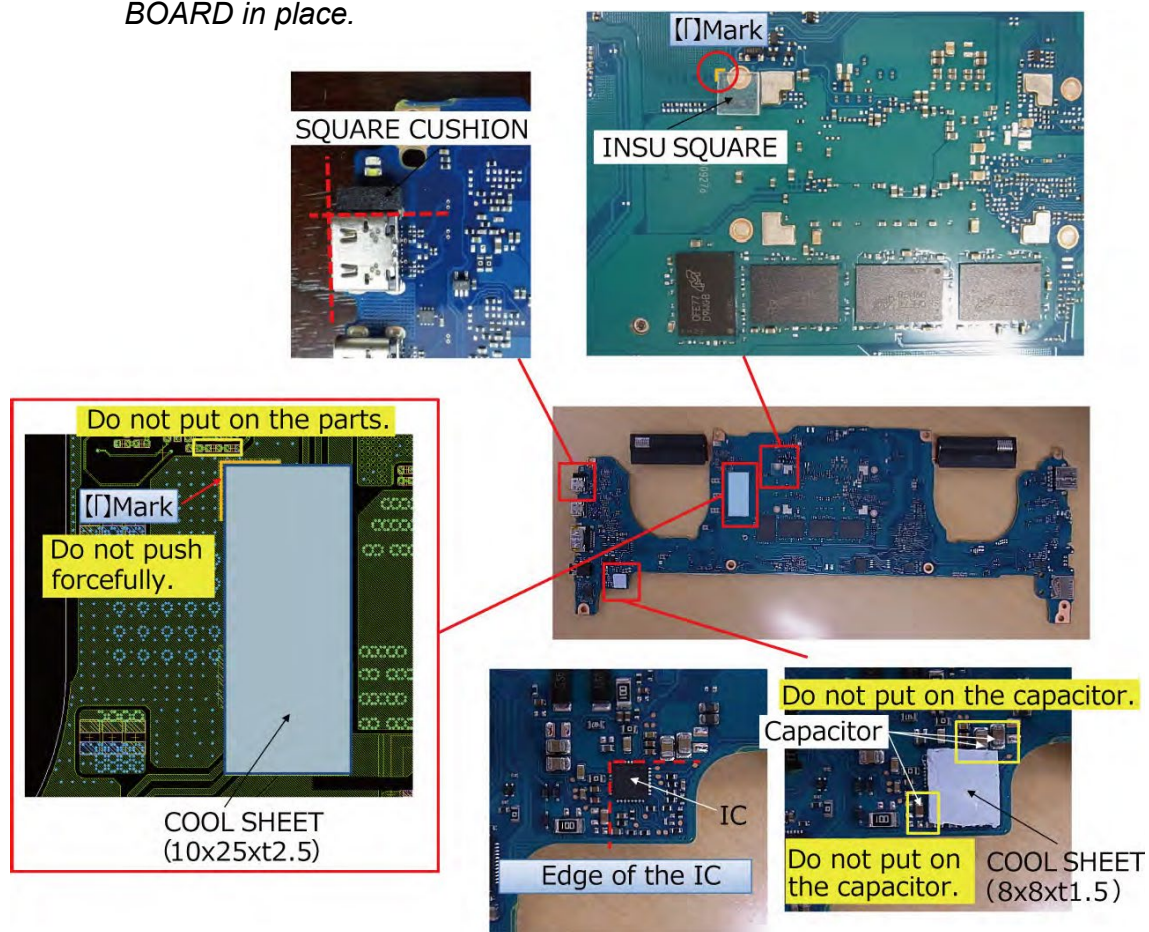 BOARD in place.
【「】Mark
SQUARE CUSHION
INSU SQUARE
Do not put on the parts.
【「】Mark
Do not push
forcefully.
COOL SHEET
(10x25xt2.5)
Do not put on the capacitor.
Capacitor
IC
Edge of the IC
Do not put on
the capacitor.
COOL SHEET
(8x8xt1.5)